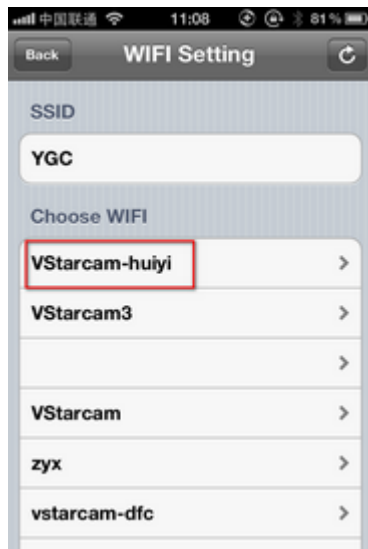 中国联通 11:08 81%
Back WIFI Setting
SSID
YGC
Choose WIFI
VStarcam-huiyi
VStarcam3
VStarcam
zyx
vstarcam-dfc